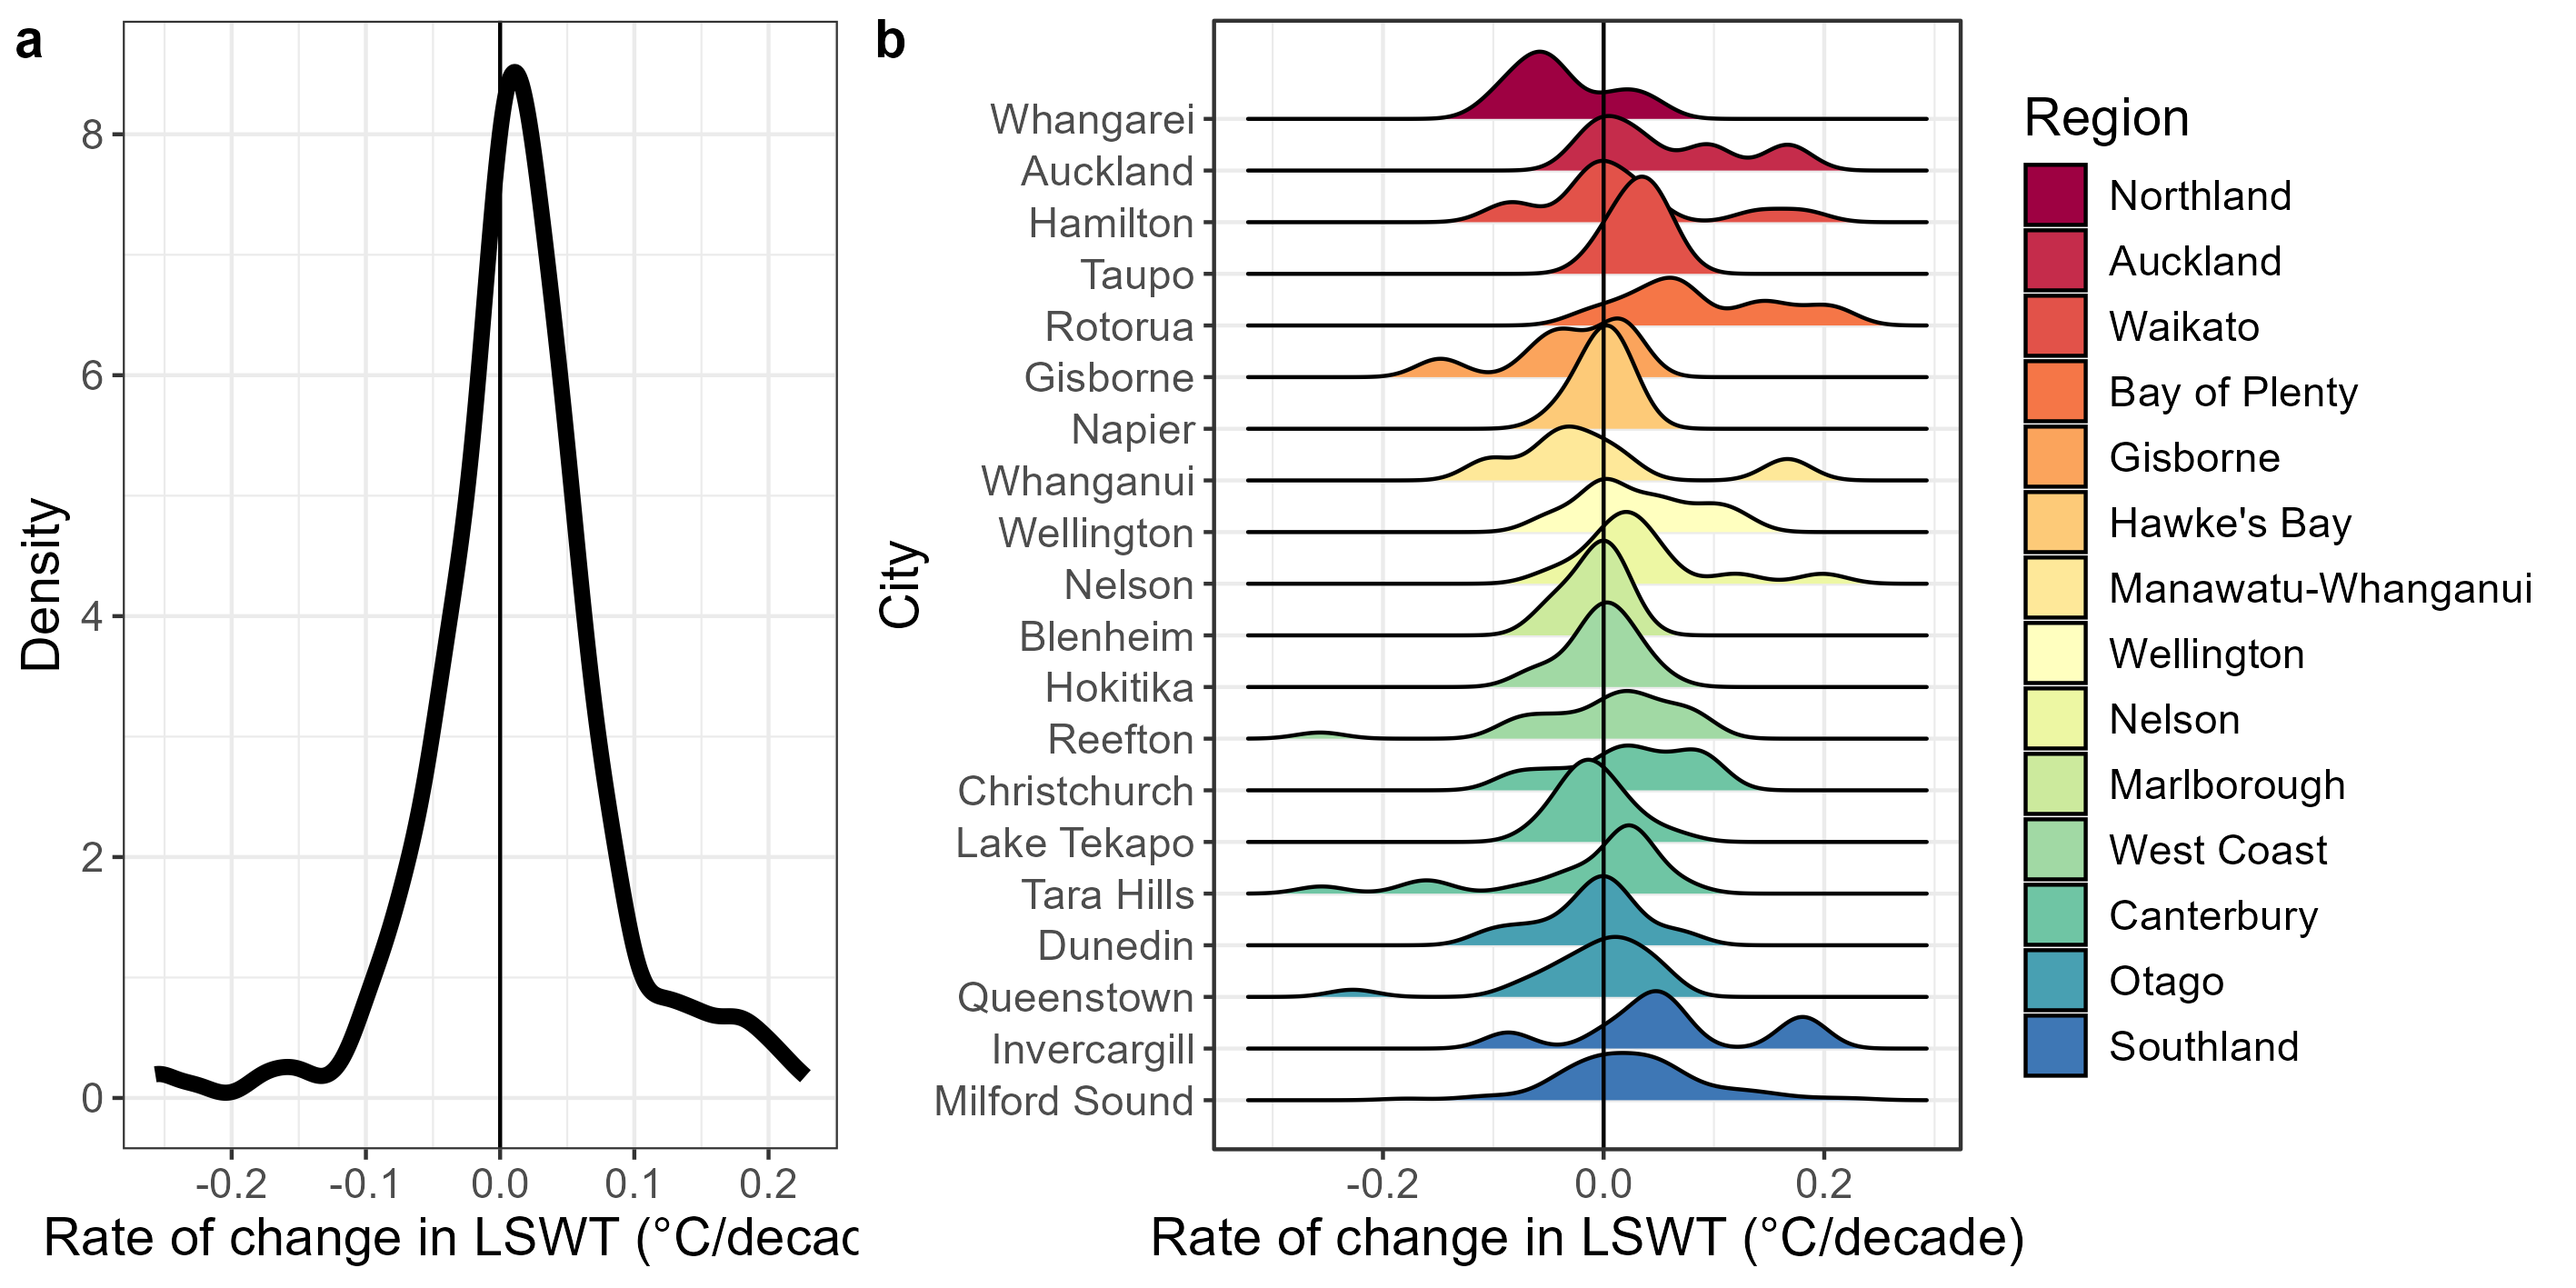 a
Density
8
6
4
2
0
-0.2 -0.1 0.0 0.1 0.2
Rate of change in LSWT (°C/decac
b
City
Whangarei
Auckland
Hamilton
Taupo
Rotorua
Gisborne
Napier
Whanganui
Wellington
Nelson
Blenheim
Hokitika
Reefton
Christchurch
Lake Tekapo
Tara Hills
Dunedin
Queenstown
Invercargill
Milford Sound
-0.2 0.0 0.2
Rate of change in LSWT (°C/decade)
Region
Northland
Auckland
Waikato
Bay of Plenty
Gisborne
Hawke's Bay
Manawatu-Whanganui
Wellington
Nelson
Marlborough
West Coast
Canterbury
Otago
Southland